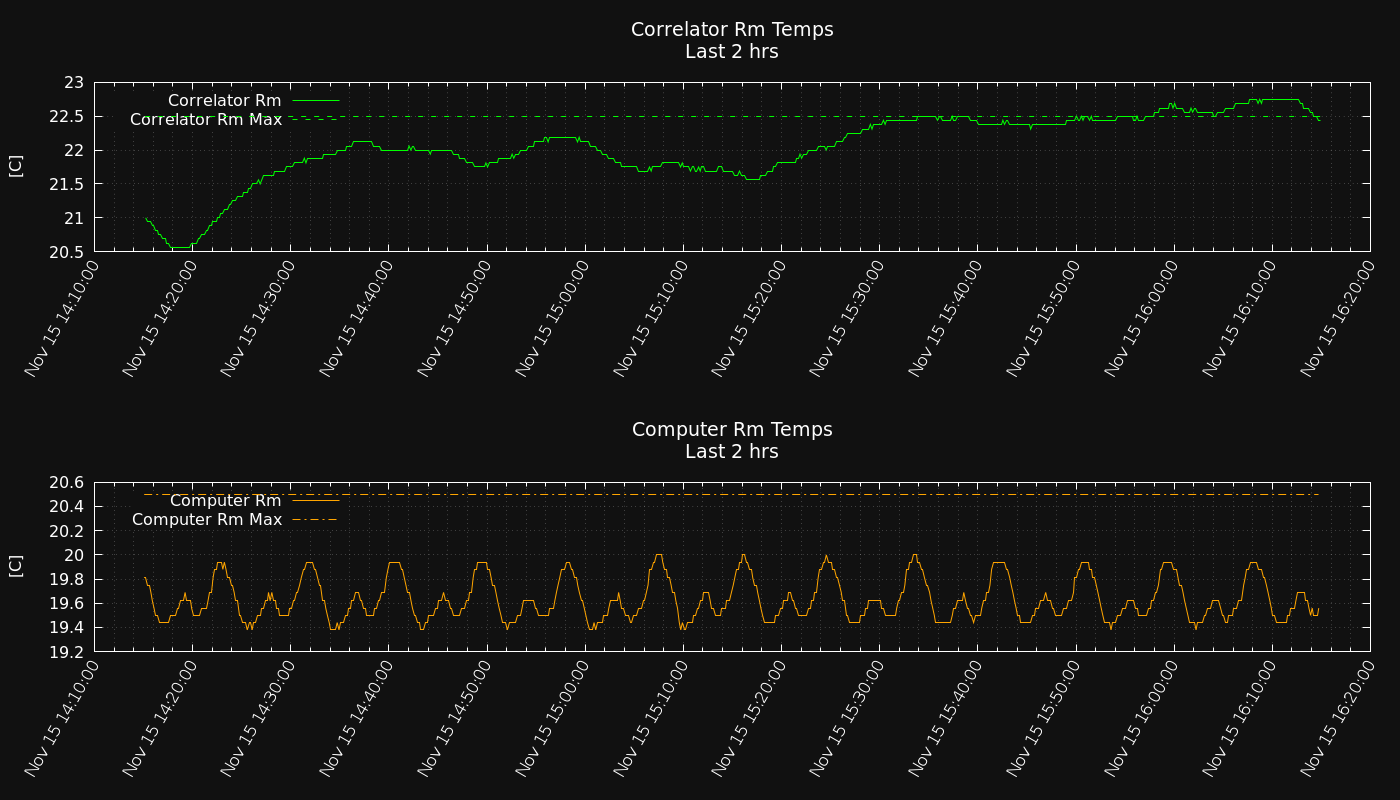 Correlator Rm Temps
Last 2 hrs
23
22.5
22
21.5
21
20.5
[C]
Correlator Rm
Correlator Rm Max
Nov 15 14:10:00
Nov 15 14:20:00
Nov 15 14:30:00
Nov 15 14:40:00
Nov 15 14:50:00
Nov 15 15:00:00
Nov 15 15:10:00
Nov 15 15:20:00
Nov 15 15:30:00
Nov 15 15:40:00
Nov 15 15:50:00
Nov 15 16:00:00
Nov 15 16:10:00
Nov 15 16:20:00
Computer Rm Temps
Last 2 hrs
20.6
20.4
20.2
20
19.8
19.6
19.4
19.2
[C]
Computer Rm
Computer Rm Max
Nov 15 14:10:00
Nov 15 14:20:00
Nov 15 14:30:00
Nov 15 14:40:00
Nov 15 14:50:00
Nov 15 15:00:00
Nov 15 15:10:00
Nov 15 15:20:00
Nov 15 15:30:00
Nov 15 15:40:00
Nov 15 15:50:00
Nov 15 16:00:00
Nov 15 16:10:00
Nov 15 16:20:00